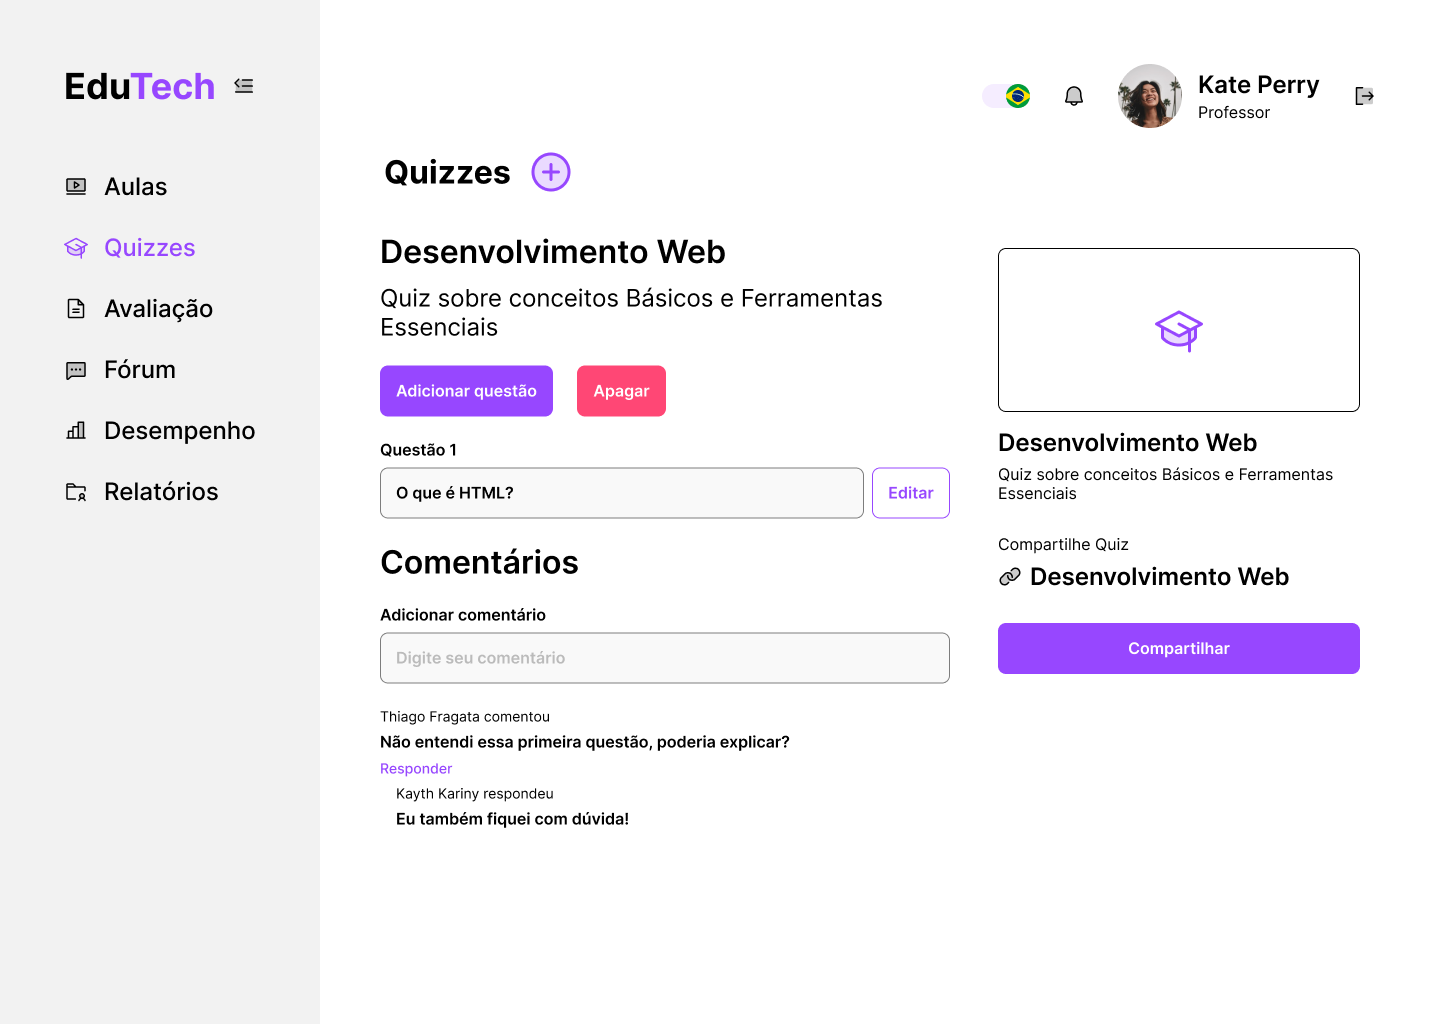 EduTech
Aulas
Quizzes
Avaliação
Fórum
Desempenho
Relatórios
Kate Perry
Professor
Quizzes
Desenvolvimento Web
Quiz sobre conceitos Básicos e Ferramentas
Essenciais
Adicionar questão
Apagar
Questão 1
O que é HTML?
Editar
Comentários
Adicionar comentário
Digite seu comentário
Thiago Fragata comentou
Não entendi essa primeira questão, poderia explicar?
Responder
Kayth Kariny respondeu
Eu também fiquei com dúvida!
Desenvolvimento Web
Quiz sobre conceitos Básicos e Ferramentas
Essenciais
Compartilhe Quiz
Desenvolvimento Web
Compartilhar